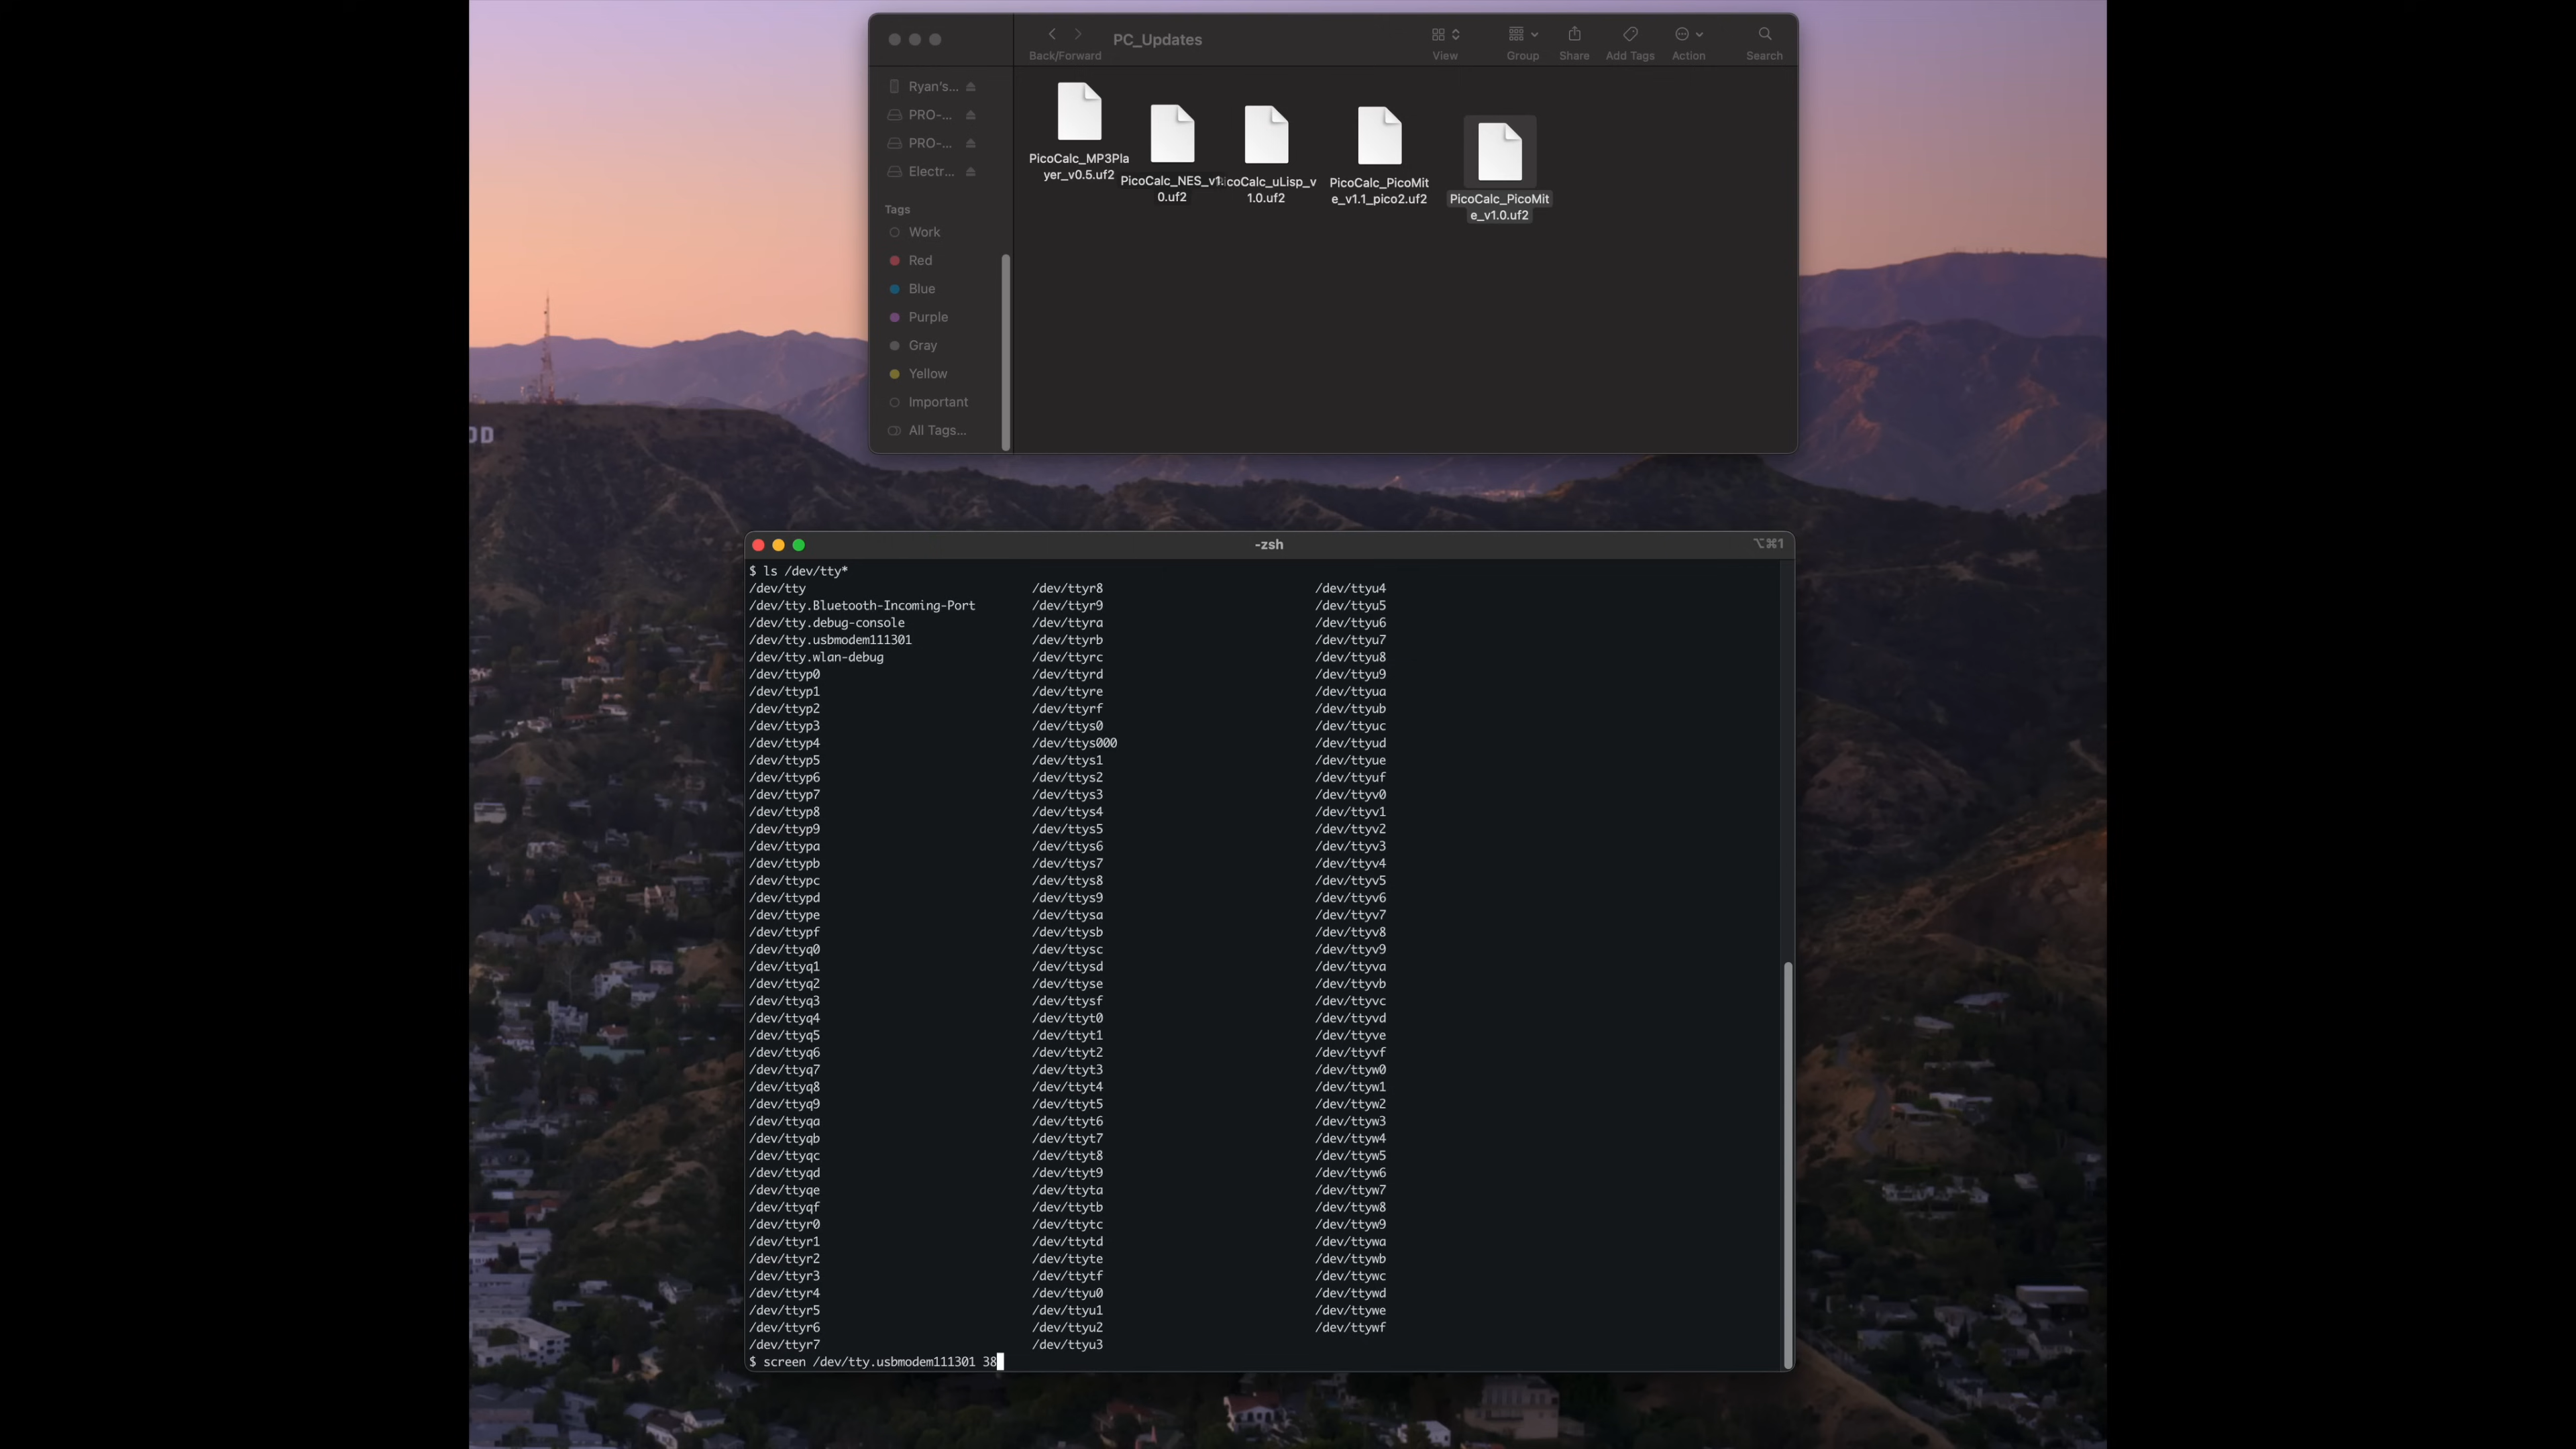 PC_Updates
Back/Forward
View
Group
Share
Add Tags
Action
Search
Ryan's...
PRO-...
PRO-...
Electr...
Tags
Work
Red
Blue
Purple
Gray
Yellow
Important
All Tags...
PicoCalc_MP3Pla
yer_v0.5.uf2
PicoCalc_NES_v1.
0.uf2
icoCalc_uLisp_v
1.0.uf2
PicoCalc_PicoMit
e_v1.1_pico2.uf2
PicoCalc_PicoMit
e_v1.0.uf2
OD
-zsh
⌥⌘1
$ ls /dev/tty*
/dev/tty /dev/ttyr8 /dev/ttyu4
/dev/tty.Bluetooth-Incoming-Port /dev/ttyr9 /dev/ttyu5
/dev/tty.debug-console /dev/ttyra /dev/ttyu6
/dev/tty.usbmodem111301 /dev/ttyrb /dev/ttyu7
/dev/tty.wlan-debug /dev/ttyrc /dev/ttyu8
/dev/ttyp0 /dev/ttyrd /dev/ttyu9
/dev/ttyp1 /dev/ttyre /dev/ttyua
/dev/ttyp2 /dev/ttyrf /dev/ttyub
/dev/ttyp3 /dev/ttys0 /dev/ttyuc
/dev/ttyp4 /dev/ttys000 /dev/ttyud
/dev/ttyp5 /dev/ttys1 /dev/ttyue
/dev/ttyp6 /dev/ttys2 /dev/ttyuf
/dev/ttyp7 /dev/ttys3 /dev/ttyv0
/dev/ttyp8 /dev/ttys4 /dev/ttyv1
/dev/ttyp9 /dev/ttys5 /dev/ttyv2
/dev/ttypa /dev/ttys6 /dev/ttyv3
/dev/ttypb /dev/ttys7 /dev/ttyv4
/dev/ttypc /dev/ttys8 /dev/ttyv5
/dev/ttypd /dev/ttys9 /dev/ttyv6
/dev/ttype /dev/ttysa /dev/ttyv7
/dev/ttypf /dev/ttysb /dev/ttyv8
/dev/ttyq0 /dev/ttysc /dev/ttyv9
/dev/ttyq1 /dev/ttysd /dev/ttyva
/dev/ttyq2 /dev/ttyse /dev/ttyvb
/dev/ttyq3 /dev/ttysf /dev/ttyvc
/dev/ttyq4 /dev/ttyt0 /dev/ttyvd
/dev/ttyq5 /dev/ttyt1 /dev/ttyve
/dev/ttyq6 /dev/ttyt2 /dev/ttyvf
/dev/ttyq7 /dev/ttyt3 /dev/ttyw0
/dev/ttyq8 /dev/ttyt4 /dev/ttyw1
/dev/ttyq9 /dev/ttyt5 /dev/ttyw2
/dev/ttyqa /dev/ttyt6 /dev/ttyw3
/dev/ttyqb /dev/ttyt7 /dev/ttyw4
/dev/ttyqc /dev/ttyt8 /dev/ttyw5
/dev/ttyqd /dev/ttyt9 /dev/ttyw6
/dev/ttyqe /dev/ttyta /dev/ttyw7
/dev/ttyqf /dev/ttytb /dev/ttyw8
/dev/ttyr0 /dev/ttytc /dev/ttyw9
/dev/ttyr1 /dev/ttytd /dev/ttywa
/dev/ttyr2 /dev/ttyte /dev/ttywb
/dev/ttyr3 /dev/ttytf /dev/ttywc
/dev/ttyr4 /dev/ttyu0 /dev/ttywd
/dev/ttyr5 /dev/ttyu1 /dev/ttywe
/dev/ttyr6 /dev/ttyu2 /dev/ttywf
/dev/ttyr7 /dev/ttyu3
$ screen /dev/tty.usbmodem111301 38